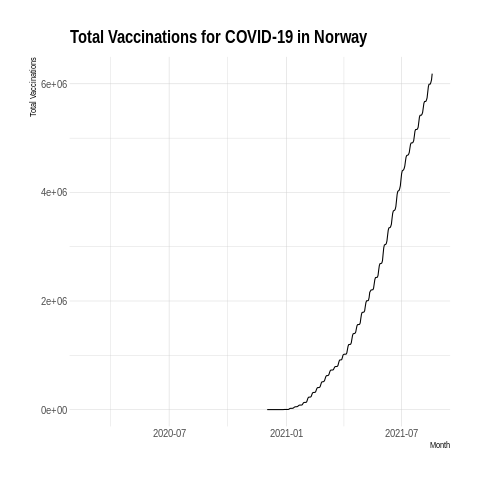 Total Vaccinations for COVID-19 in Norway
Total Vaccinations
6e+06
4e+06
2e+06
0e+00
2020-07 2021-01 2021-07
Month